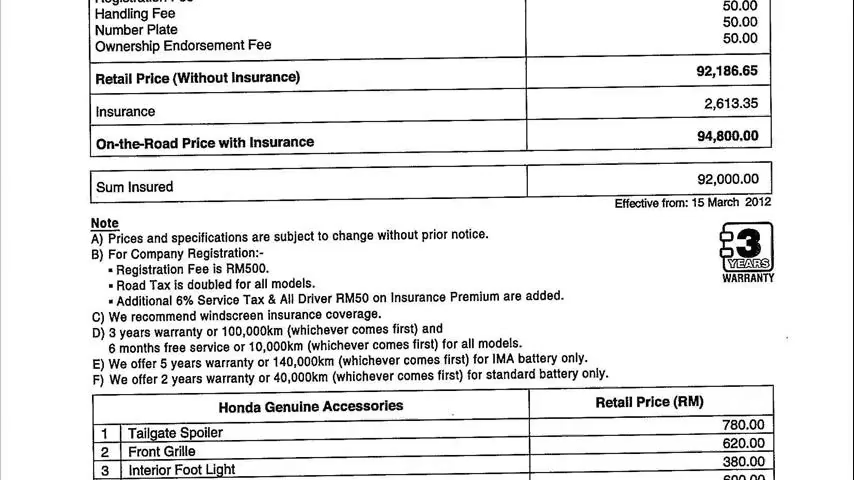 Handling Fee 50.00
Number Plate 50.00
Ownership Endorsement Fee 50.00
Retail Price (Without Insurance) 92,186.65
Insurance 2,613.35
On-the-Road Price with Insurance 94,800.00
Sum Insured 92,000.00
Effective from: 15 March 2012
Note
A) Prices and specifications are subject to change without prior notice.
B) For Company Registration:-
▪ Registration Fee is RM500.
▪ Road Tax is doubled for all models.
▪ Additional 6% Service Tax & All Driver RM50 on Insurance Premium are added.
C) We recommend windscreen insurance coverage.
D) 3 years warranty or 100,000km (whichever comes first) and
6 months free service or 10,000km (whichever comes first) for all models.
E) We offer 5 years warranty or 140,000km (whichever comes first) for IMA battery only.
F) We offer 2 years warranty or 40,000km (whichever comes first) for standard battery only.
3
YEARS
WARRANTY
Honda Genuine Accessories Retail Price (RM)
1 Tailgate Spoiler 780.00
2 Front Grille 620.00
3 Interior Foot Light 380.00